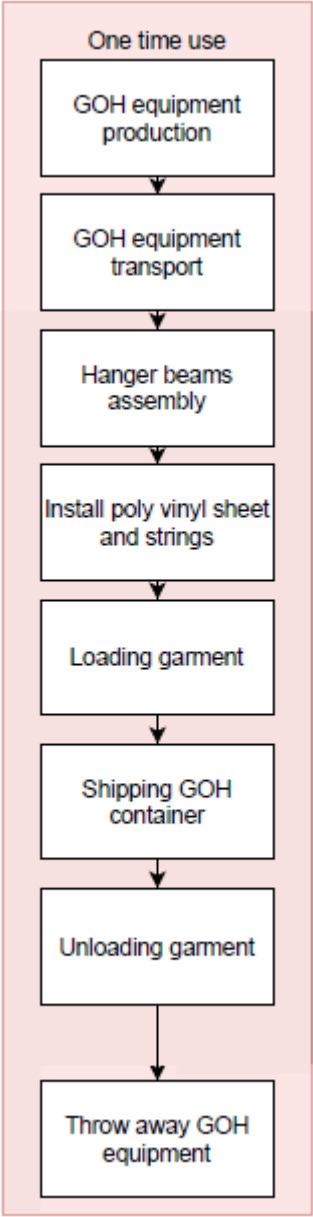 One time use
GOH equipment
production
GOH equipment
transport
Hanger beams
assembly
Install poly vinyl sheet
and strings
Loading garment
Shipping GOH
container
Unloading garment
Throw away GOH
equipment